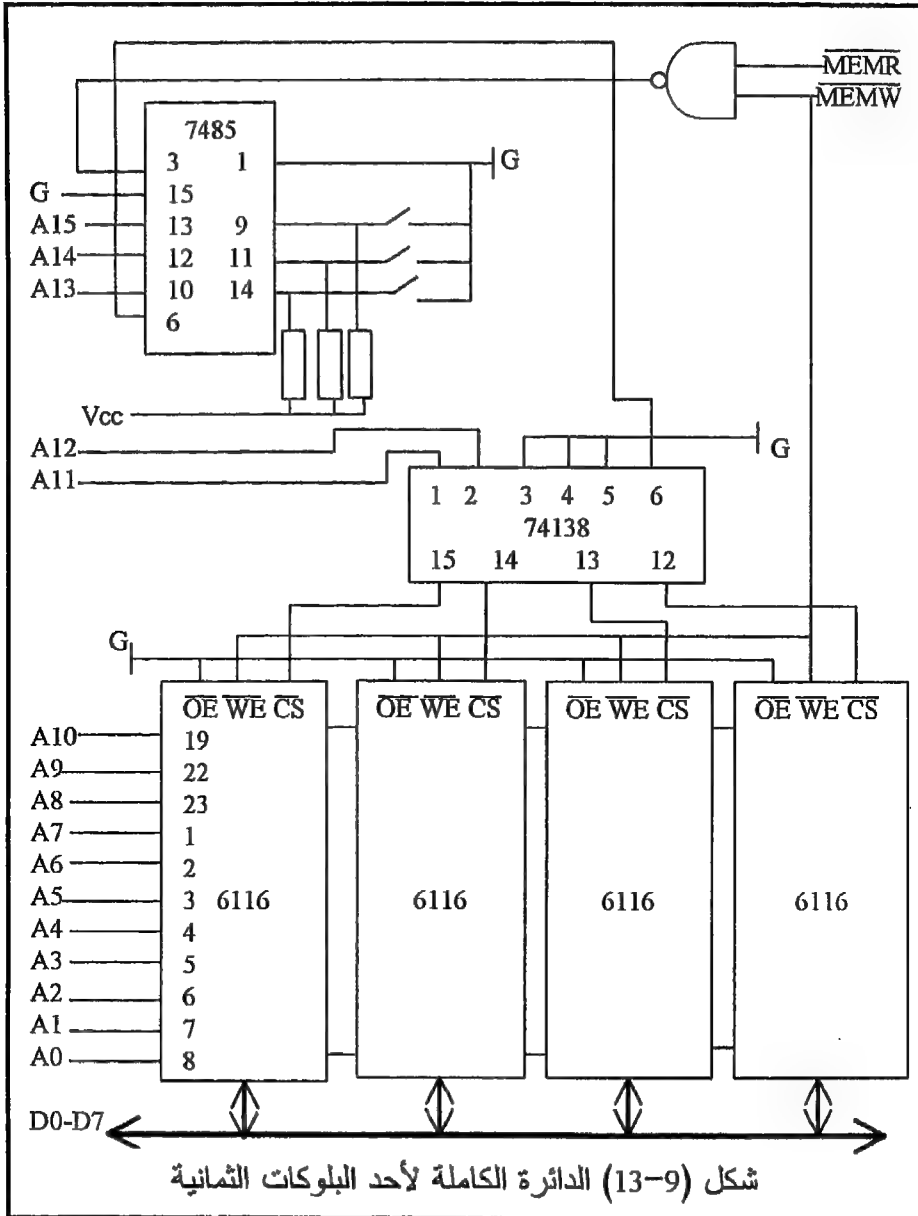 MEMR
MEMW
7485
3 1
G
G 15
A15 13 9
A14 12 11
A13 10 14
6
Vcc
A12
A11
G
1 2 3 4 5 6
74138
15 14 13 12
G
OE WE CS OE WE CS OE WE CS OE WE CS
A10 19
A9 22
A8 23
A7 1
A6 2
A5 3 6116 6116 6116 6116
A4 4
A3 5
A2 6
A1 7
A0 8
D0-D7
شكل (9-13) الدائرة الكاملة لأحد البلوكات الثمانية